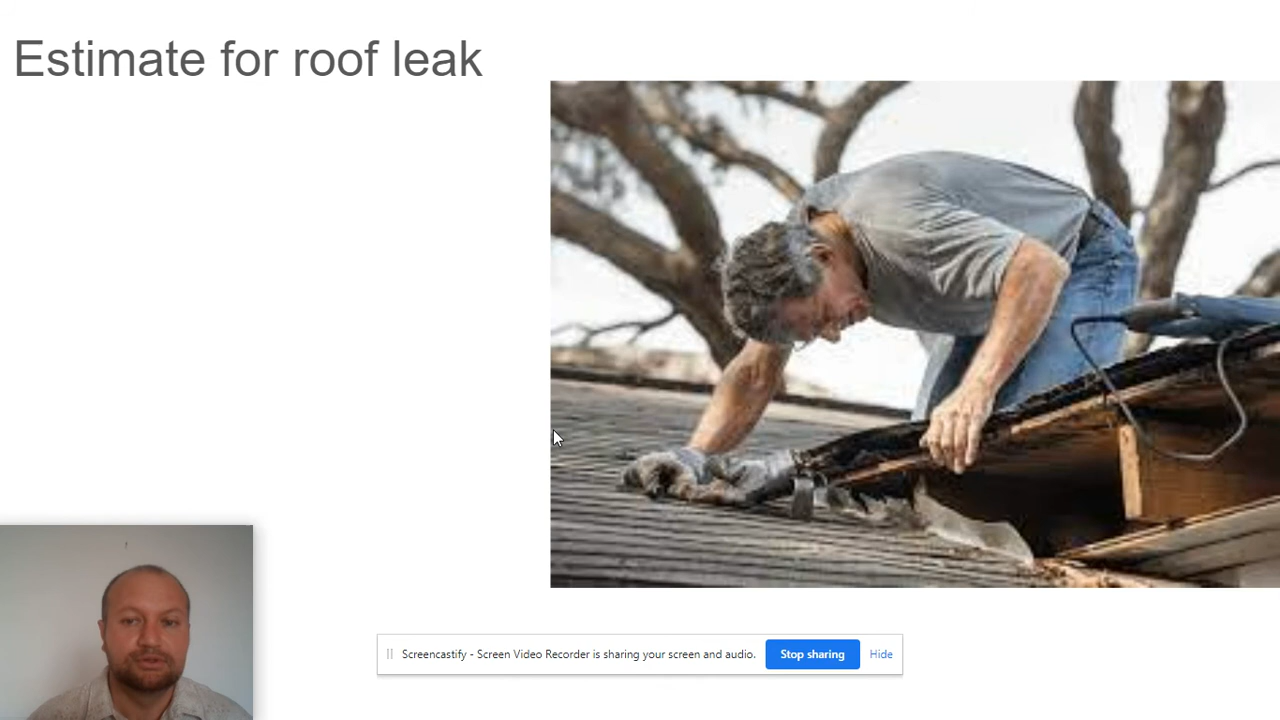 Estimate for roof leak
Screencastify - Screen Video Recorder is sharing your screen and audio. Stop sharing Hide